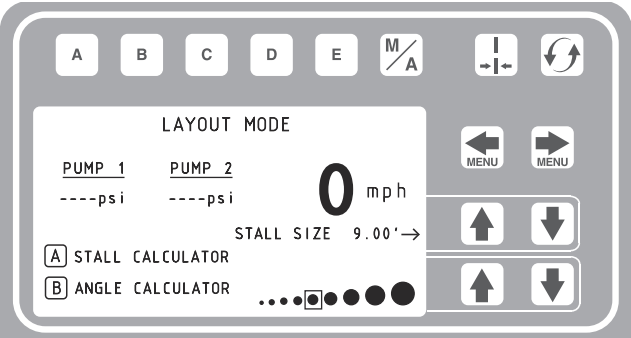 A B C D E M/A
LAYOUT MODE
MENU MENU
PUMP 1 PUMP 2
----psi ----psi 0 mph
STALL SIZE 9.00'→
A STALL CALCULATOR
B ANGLE CALCULATOR